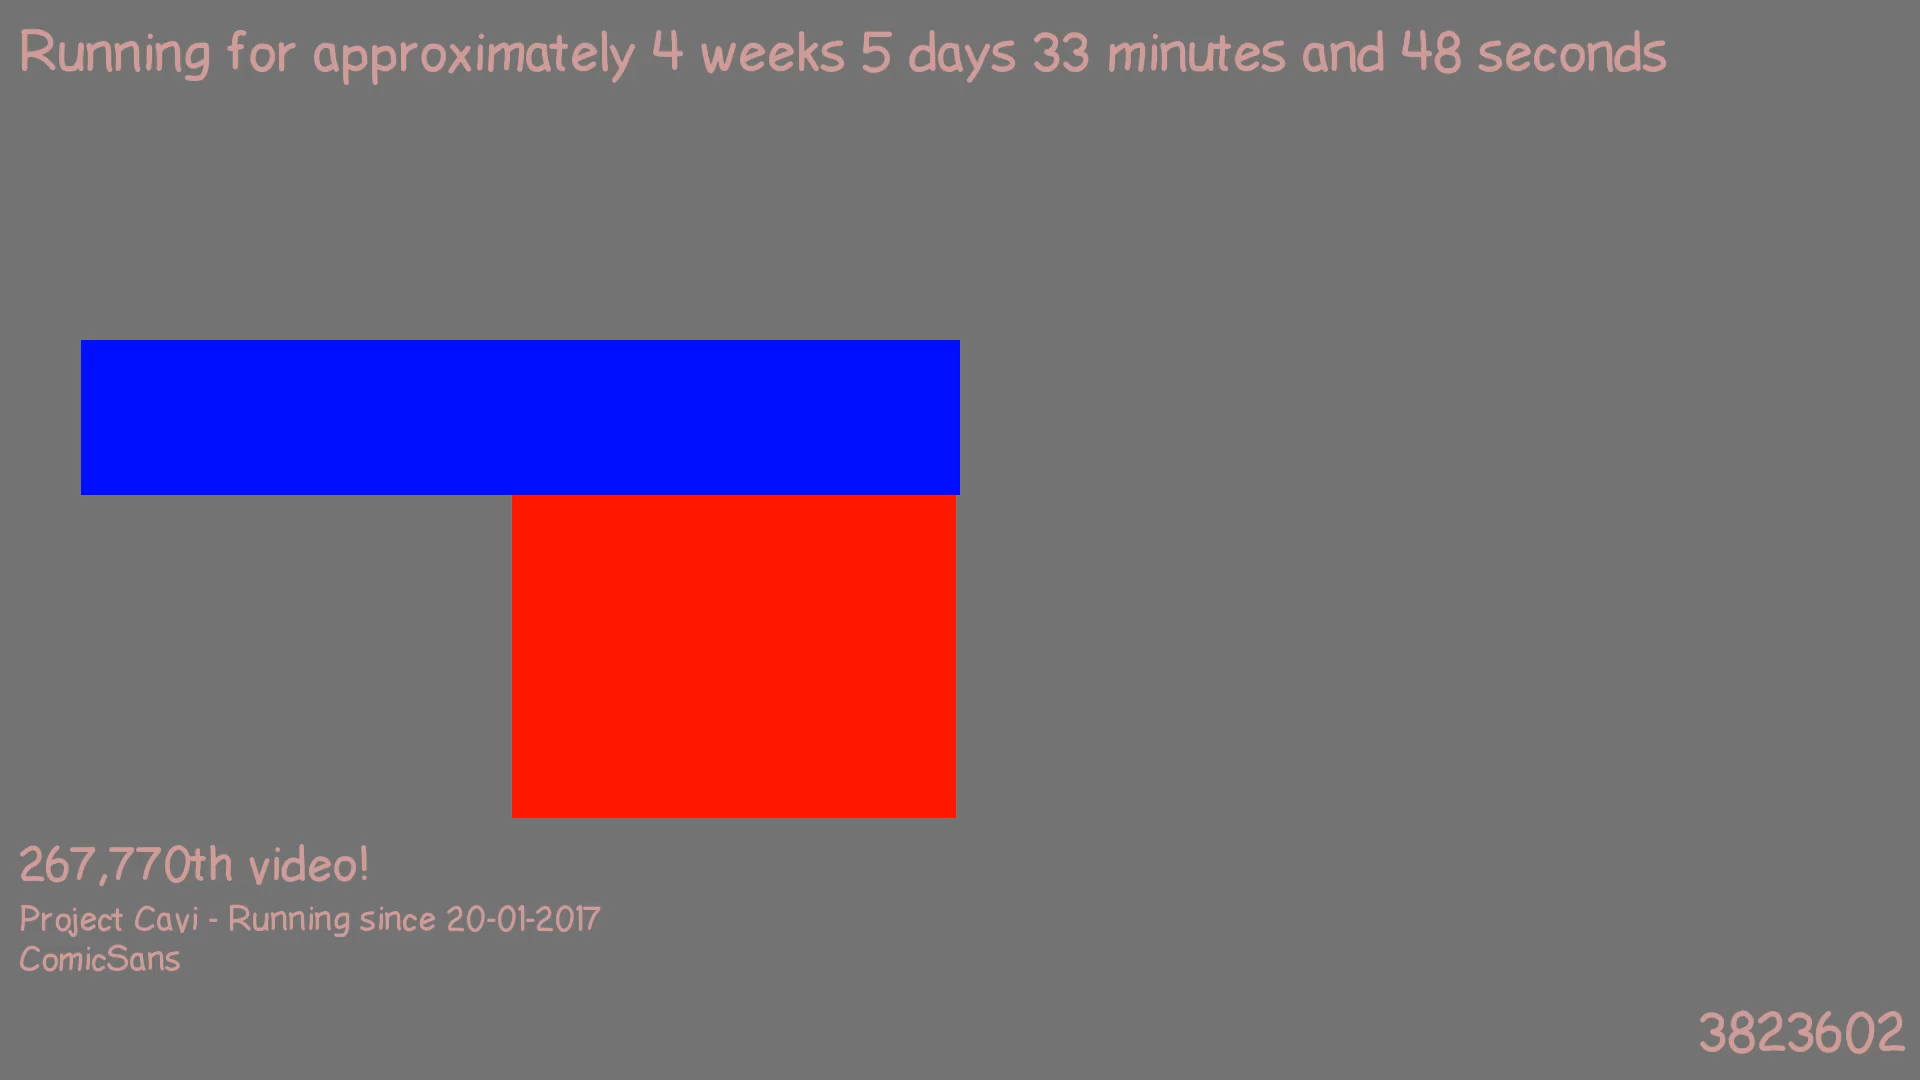 Running for approximately 4 weeks 5 days 33 minutes and 48 seconds
267,770th video!
Project Cavi - Running since 20-01-2017
ComicSans
3823602